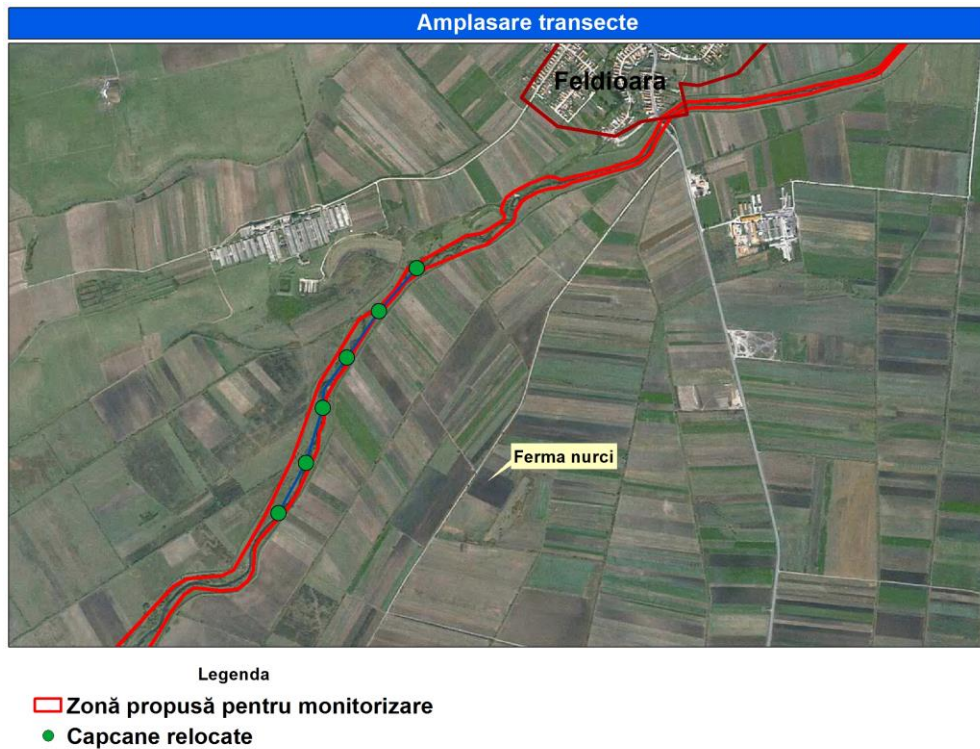 Amplasare transecte
Feldioara
Ferma nurci
Legenda
Zonă propusă pentru monitorizare
Capcane relocate